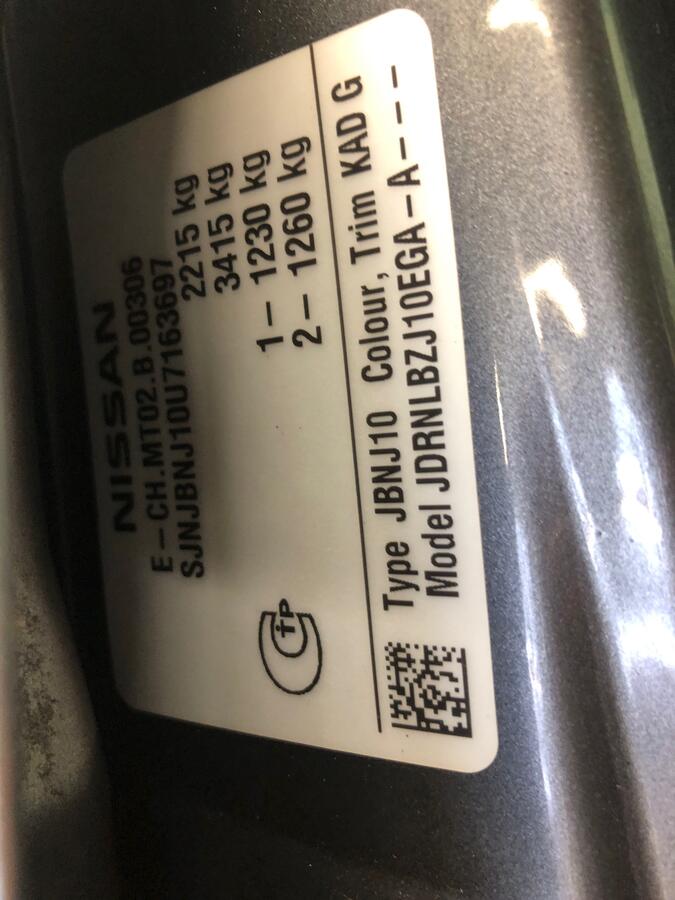 NISSAN
E-CH.MT02.B.00306
SJNJBNJ10U7163697
2215 kg
3415 kg
1- 1230 kg
2- 1260 kg
Type JBNJ10 Colour, Trim KAD G
Model JDRNLBZJ10EGA-A---